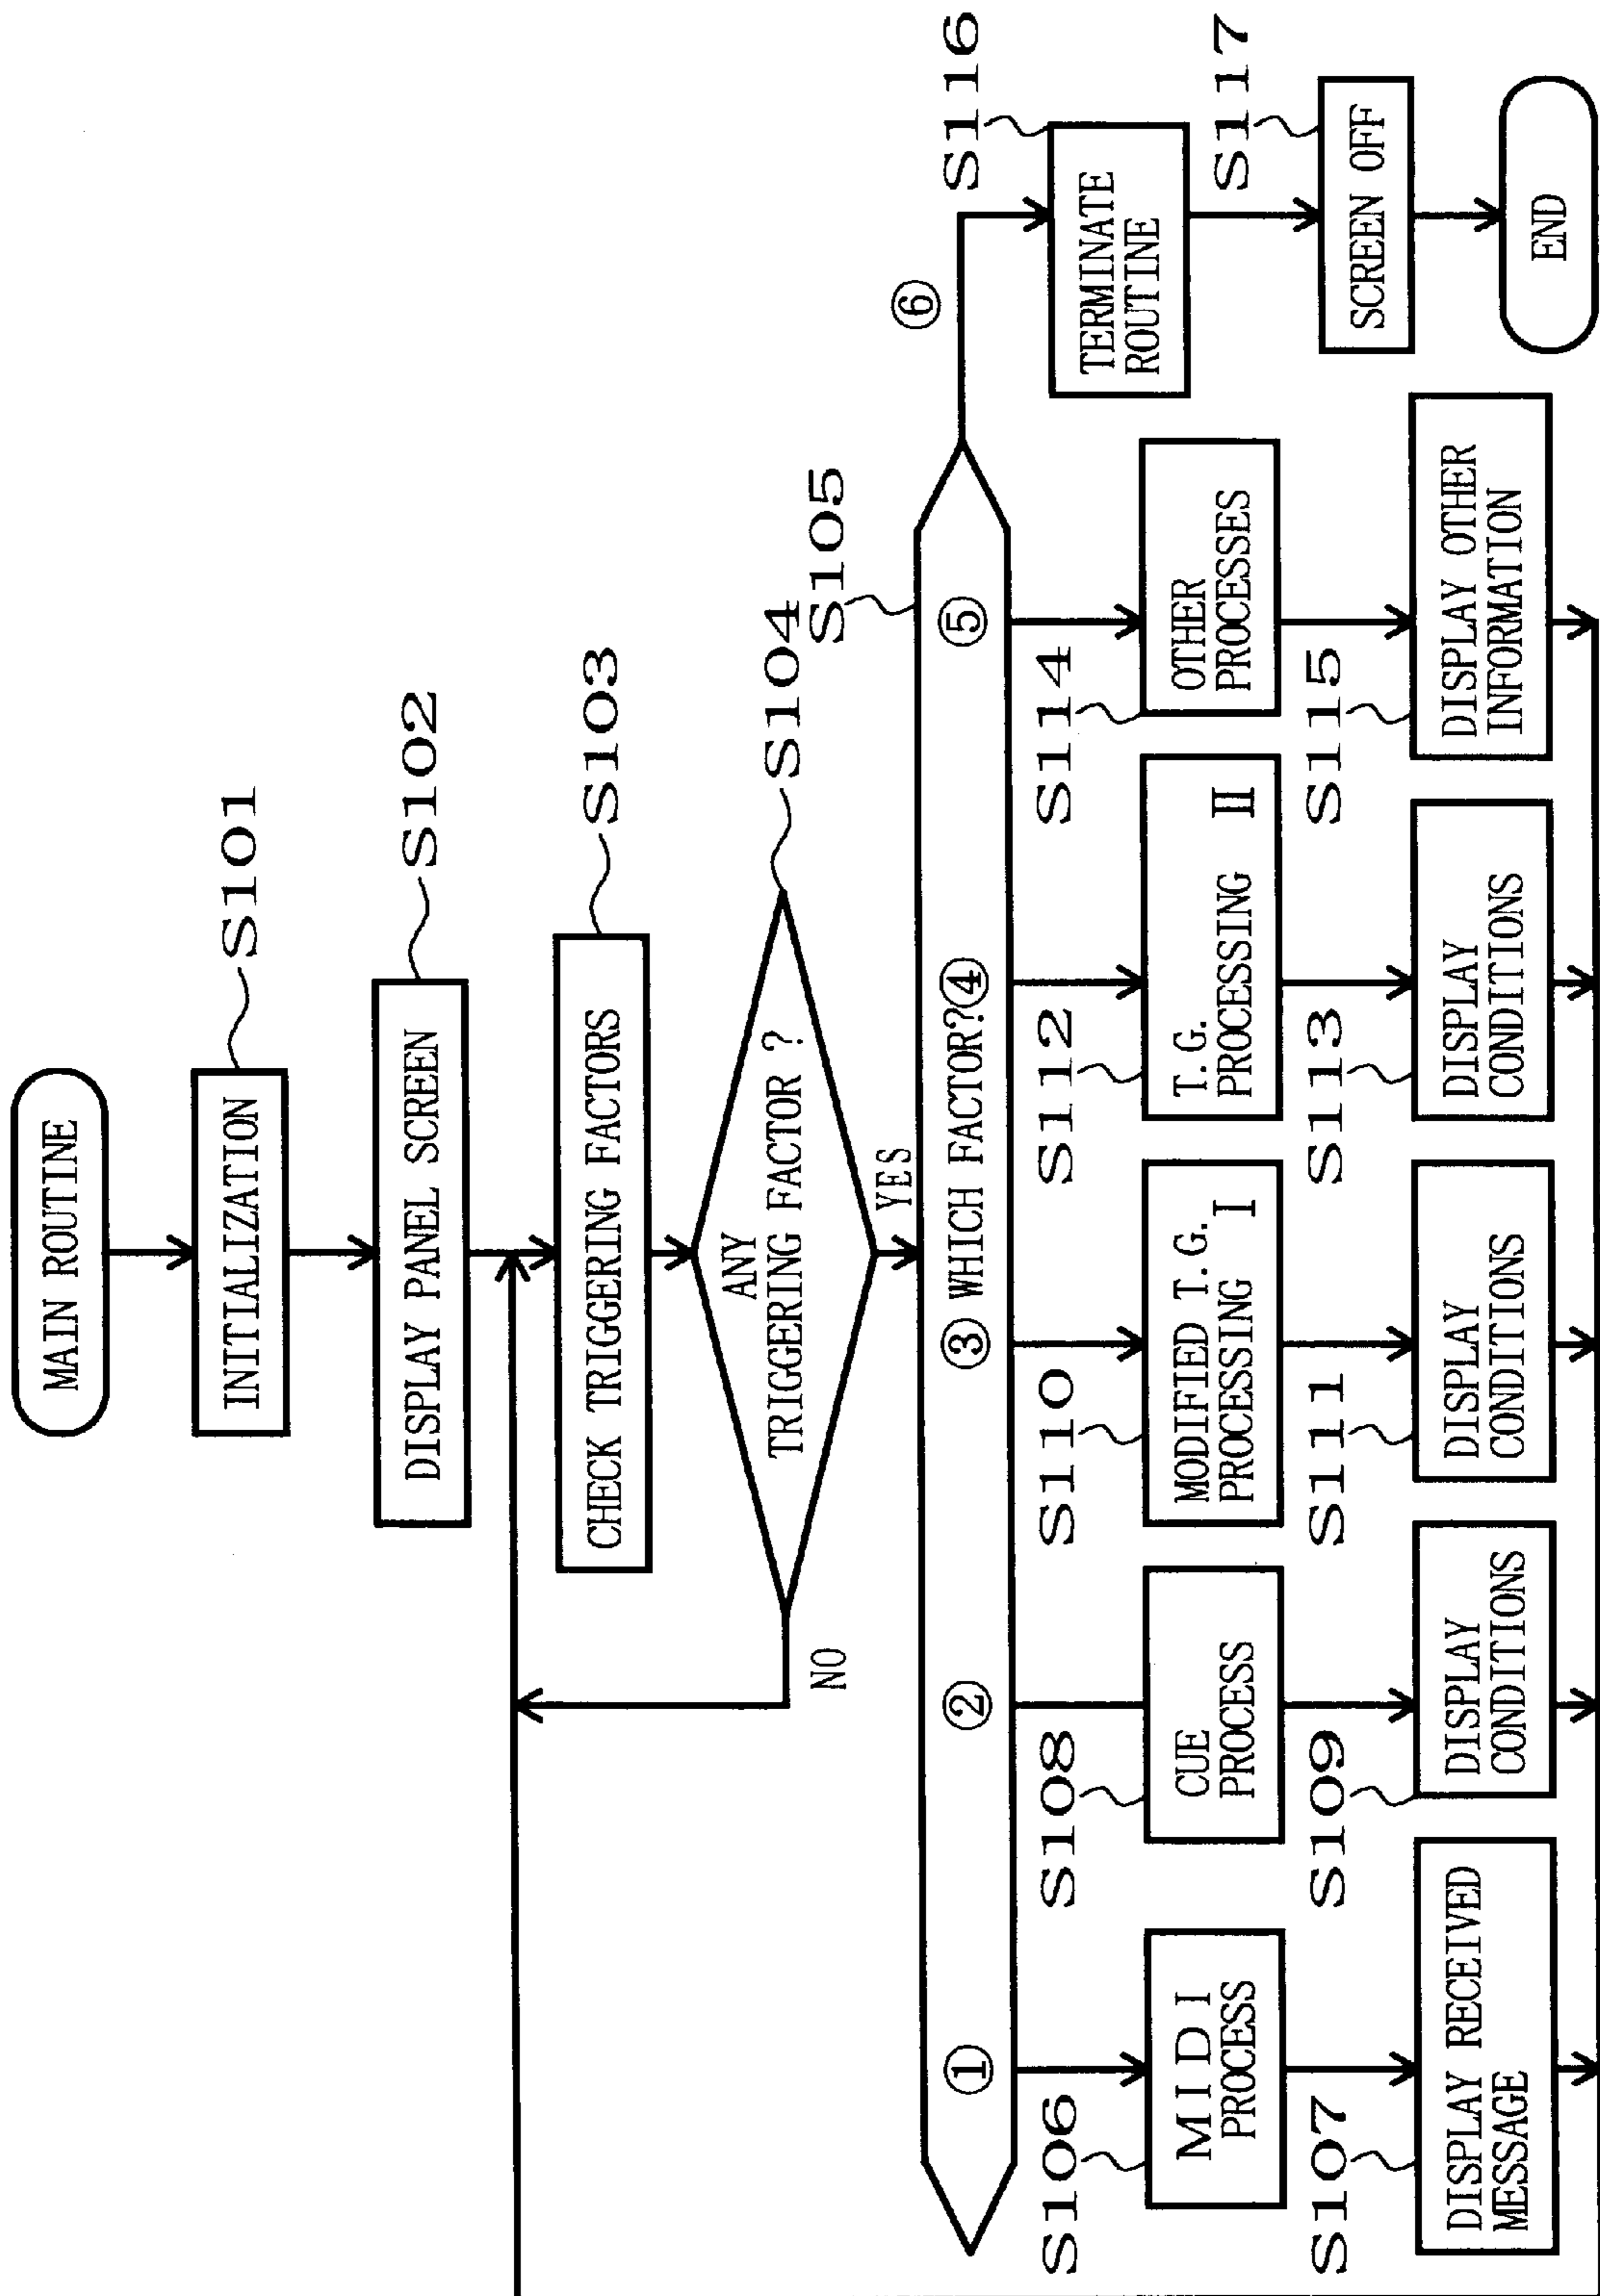 MAIN ROUTINE
INITIALIZATION
S101
DISPLAY PANEL SCREEN
S102
CHECK TRIGGERING FACTORS
S103
ANY
TRIGGERING FACTOR ?
S104
NO
YES
S105
① ② ③ WHICH FACTOR?④ ⑤
⑥
S106
MIDI
PROCESS
S107
DISPLAY RECEIVED
MESSAGE
S108
CUE
PROCESS
S109
DISPLAY
CONDITIONS
S110
MODIFIED T. G.
PROCESSING I
S111
DISPLAY
CONDITIONS
S112
T. G.
PROCESSING II
S113
DISPLAY
CONDITIONS
S114
OTHER
PROCESSES
S115
DISPLAY OTHER
INFORMATION
S116
TERMINATE
ROUTINE
S117
SCREEN OFF
END